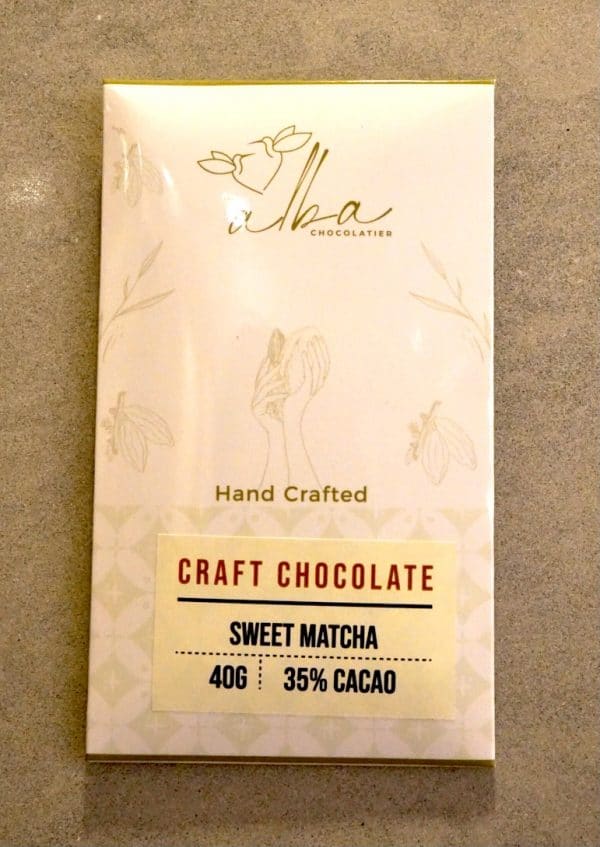 alba
CHOCOLATIER
Hand Crafted
CRAFT CHOCOLATE
SWEET MATCHA
40G 35% CACAO